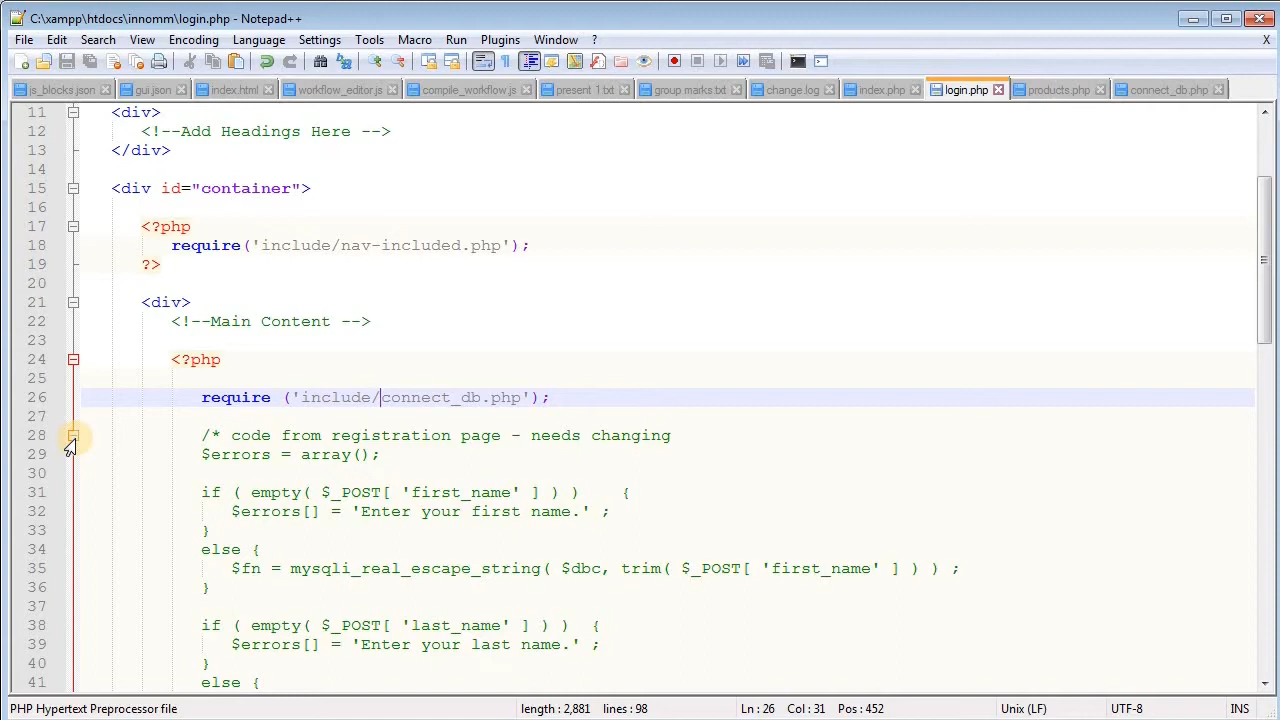 C:\xampp\htdocs\innomm\login.php - Notepad++
File Edit Search View Encoding Language Settings Tools Macro Run Plugins Window ? X
js_blocks.json gui.json index.html workflow_editor.js compile_workflow.js present 1 txt group marks.txt change.log index.php login.php products.php connect_db.php
11 <div>
12 <!--Add Headings Here -->
13 </div>
14
15 <div id="container">
16
17 <?php
18 require('include/nav-included.php');
19 ?>
20
21 <div>
22 <!--Main Content -->
23
24 <?php
25
26 require ('include/connect_db.php');
27
28 /* code from registration page - needs changing
29 $errors = array();
30
31 if ( empty( $_POST[ 'first_name' ] ) ) {
32 $errors[] = 'Enter your first name.' ;
33 }
34 else {
35 $fn = mysqli_real_escape_string( $dbc, trim( $_POST[ 'first_name' ] ) ) ;
36 }
37
38 if ( empty( $_POST[ 'last_name' ] ) ) {
39 $errors[] = 'Enter your last name.' ;
40 }
41 else {
PHP Hypertext Preprocessor file length : 2,881 lines : 98 Ln : 26 Col : 31 Pos : 452 Unix (LF) UTF-8 INS